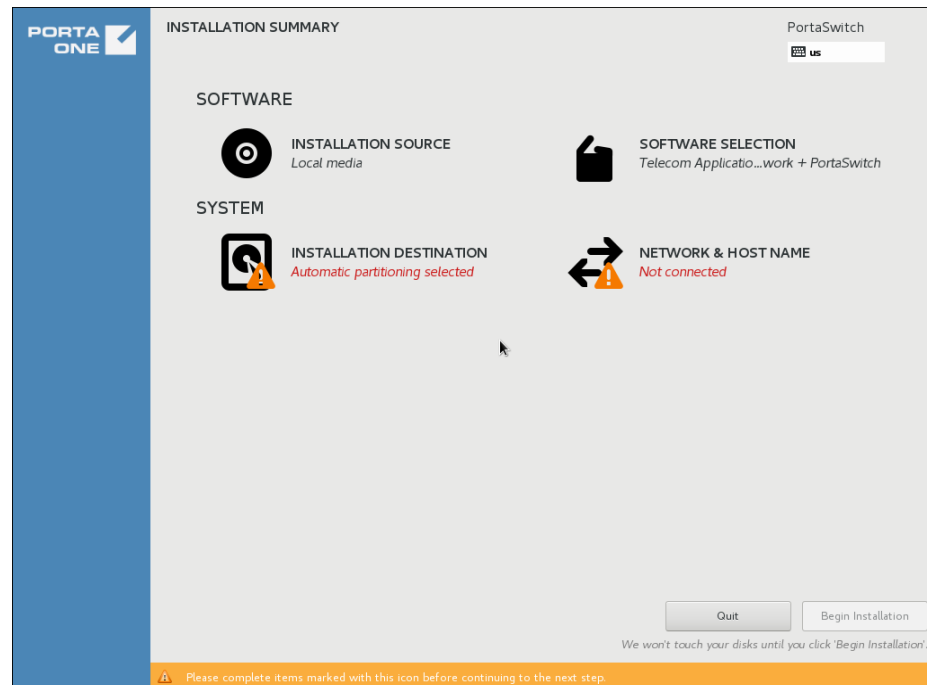 PORTA
ONE
INSTALLATION SUMMARY
PortaSwitch
us
SOFTWARE
INSTALLATION SOURCE
Local media
SOFTWARE SELECTION
Telecom Applicatio...work + PortaSwitch
SYSTEM
INSTALLATION DESTINATION
Automatic partitioning selected
NETWORK & HOST NAME
Not connected
Quit
Begin Installation
We won't touch your disks until you click 'Begin Installation'.
Please complete items marked with this icon before continuing to the next step.